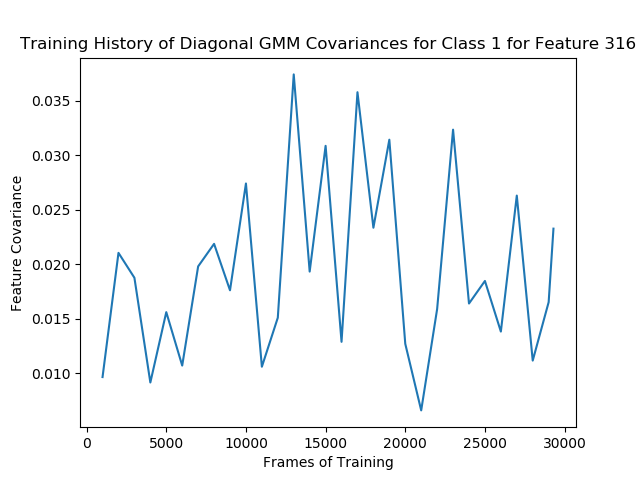 Training History of Diagonal GMM Covariances for Class 1 for Feature 316
0.035
0.030
0.025
0.020
0.015
0.010
Feature Covariance
0 5000 10000 15000 20000 25000 30000
Frames of Training